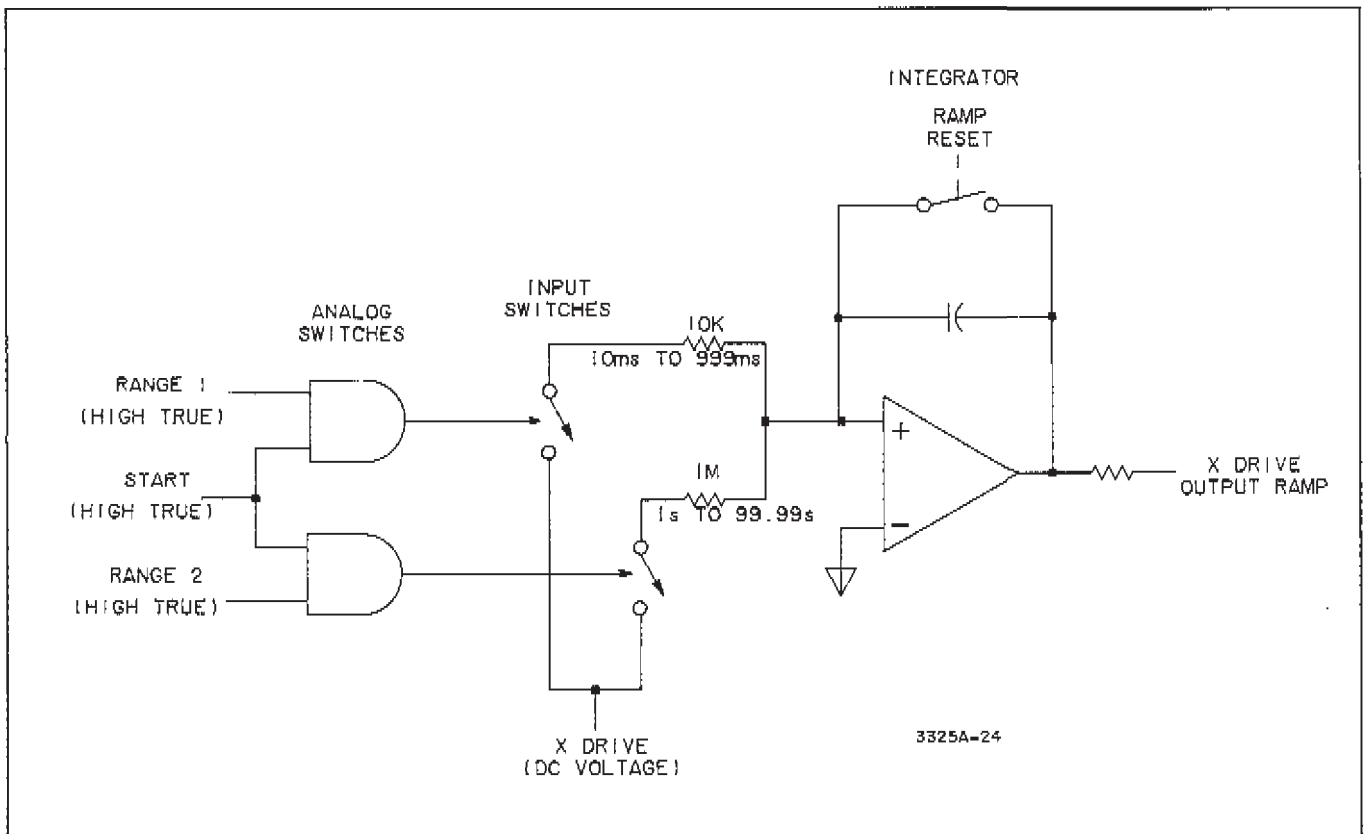 INTEGRATOR
RAMP
RESET
INPUT
SWITCHES
ANALOG
SWITCHES
10K
10ms TO 999ms
RANGE 1
(HIGH TRUE)
START
(HIGH TRUE)
RANGE 2
(HIGH TRUE)
1M
1s TO 99.99s
+
−
X DRIVE
OUTPUT RAMP
X DRIVE
(DC VOLTAGE)
3325A-24